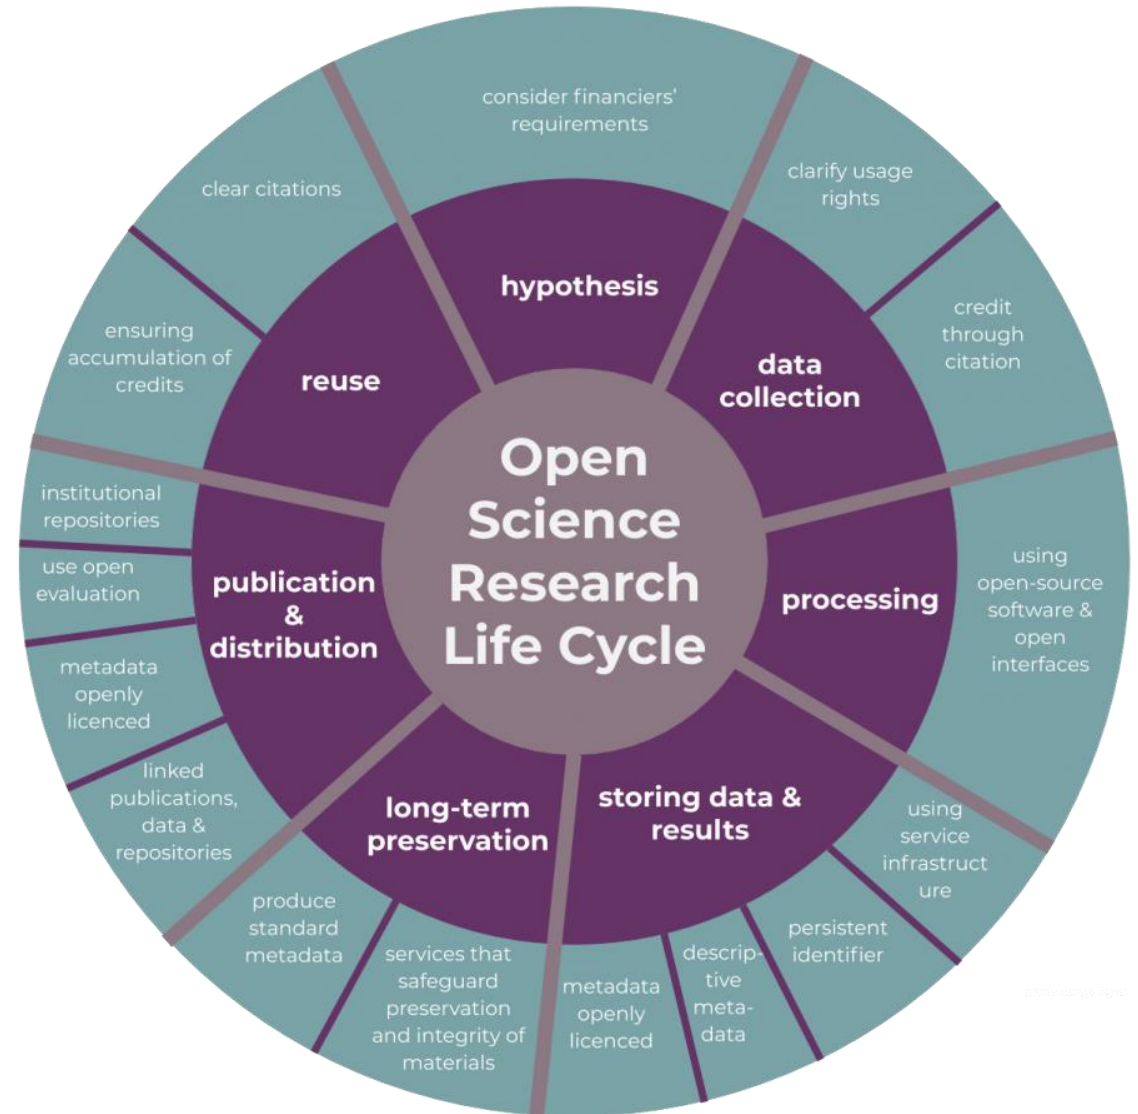 Open
Science
Research
Life Cycle
hypothesis
consider financiers'
requirements
data
collection
clarify usage
rights
credit
through
citation
processing
using
open-source
software &
open
interfaces
storing data &
results
using
service
infrastruct
ure
persistent
identifier
descrip-
tive
meta-
data
metadata
openly
licenced
long-term
preservation
services that
safeguard
preservation
and integrity of
materials
produce
standard
metadata
publication
&
distribution
linked
publications,
data &
repositories
metadata
openly
licenced
use open
evaluation
institutional
repositories
reuse
ensuring
accumulation of
credits
clear citations